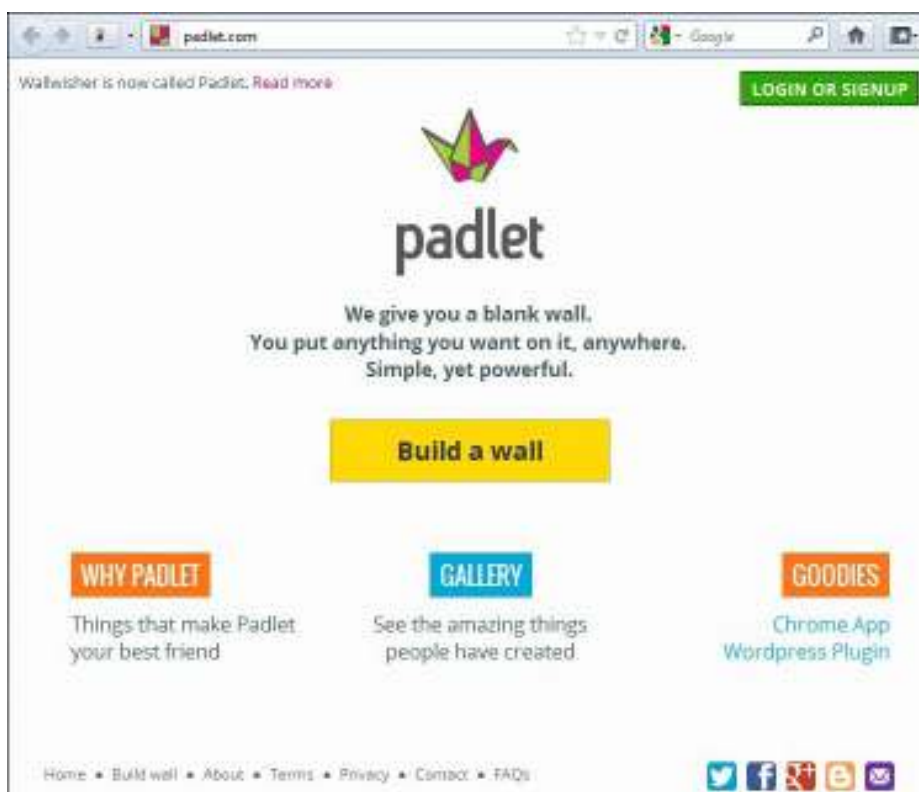 padlet.com
Google
Wallwisher is now called Padlet. Read more
LOGIN OR SIGNUP
padlet
We give you a blank wall.
You put anything you want on it, anywhere.
Simple, yet powerful.
Build a wall
WHY PADLET
Things that make Padlet
your best friend
GALLERY
See the amazing things
people have created
GOODIES
Chrome App
Wordpress Plugin
Home • Build wall • About • Terms • Privacy • Contact • FAQs